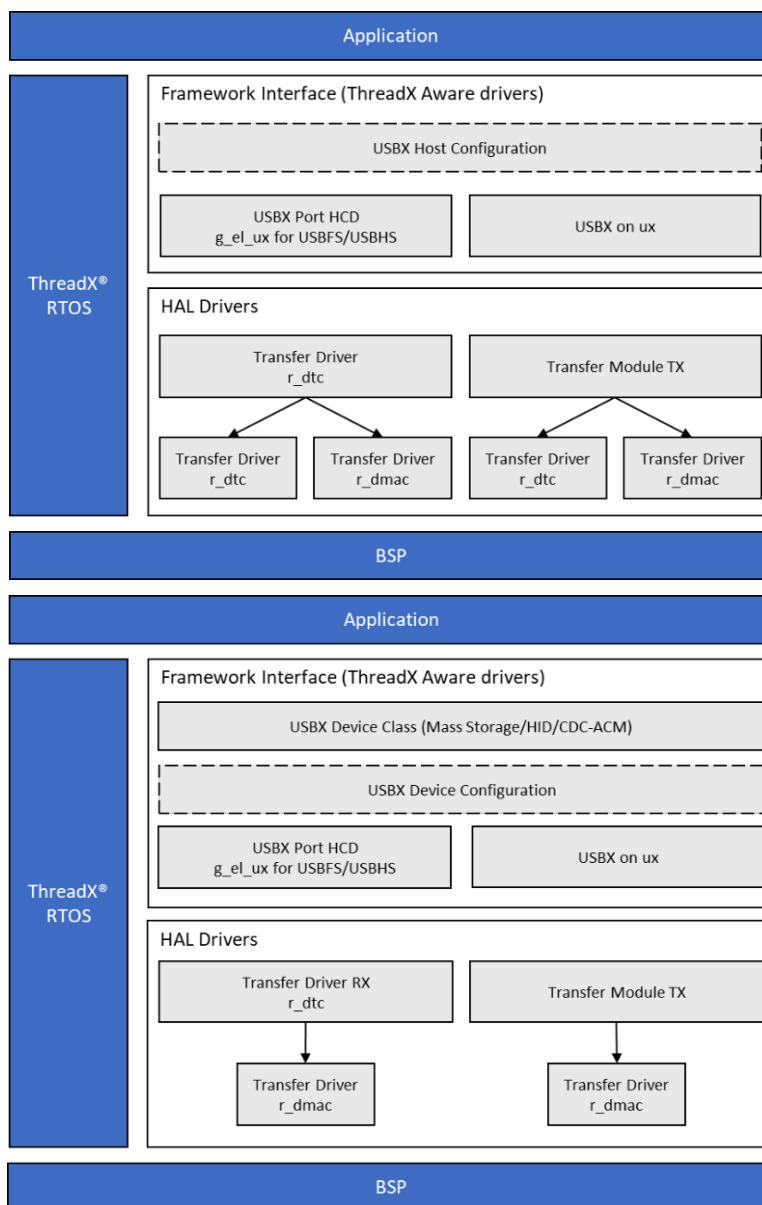 Application
ThreadX®
RTOS
Framework Interface (ThreadX Aware drivers)
USBX Host Configuration
USBX Port HCD
g_el_ux for USBFS/USBHS
USBX on ux
HAL Drivers
Transfer Driver
r_dtc
Transfer Module TX
Transfer Driver
r_dtc
Transfer Driver
r_dmac
Transfer Driver
r_dtc
Transfer Driver
r_dmac
BSP
Application
ThreadX®
RTOS
Framework Interface (ThreadX Aware drivers)
USBX Device Class (Mass Storage/HID/CDC-ACM)
USBX Device Configuration
USBX Port HCD
g_el_ux for USBFS/USBHS
USBX on ux
HAL Drivers
Transfer Driver RX
r_dtc
Transfer Module TX
Transfer Driver
r_dmac
Transfer Driver
r_dmac
BSP